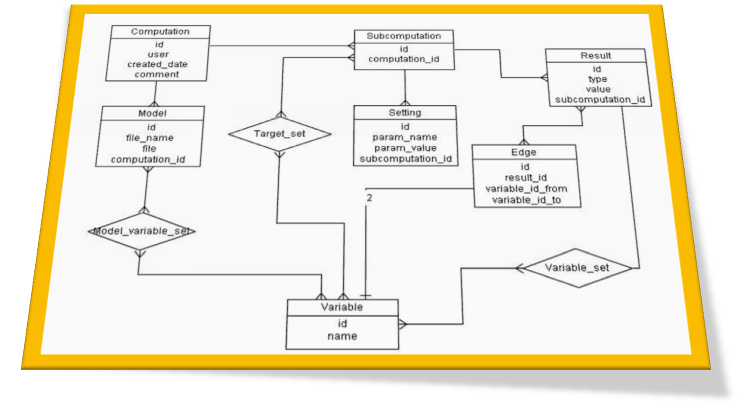 Computation
id
user
created_date
comment
Subcomputation
id
computation_id
Result
id
type
value
subcomputation_id
Model
id
file_name
file
computation_id
Target_set
Setting
id
param_name
param_value
subcomputation_id
Edge
id
result_id
variable_id_from
variable_id_to
2
Model_variable_set
Variable_set
Variable
id
name